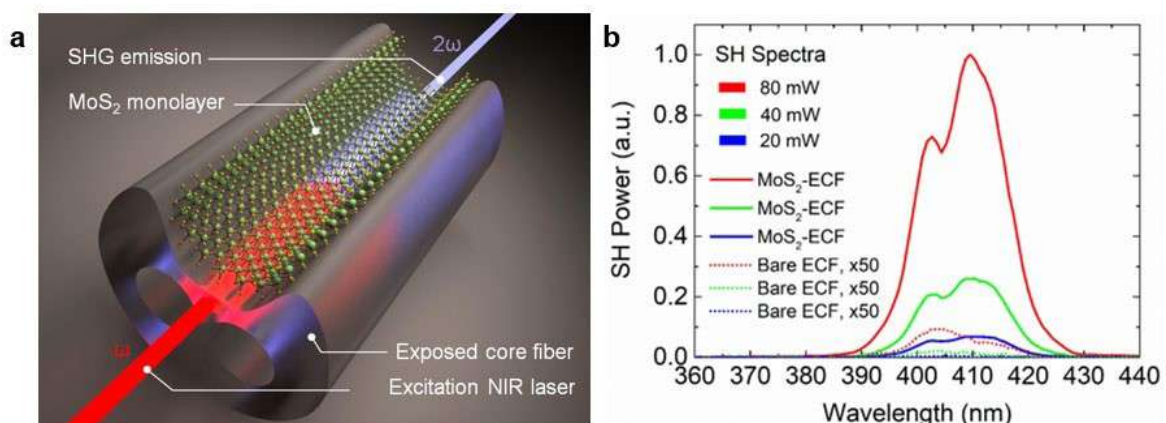 a
SHG emission
2ω
MoS₂ monolayer
ω
Exposed core fiber
Excitation NIR laser
b
SH Power (a.u.)
1.0
0.8
0.6
0.4
0.2
0.0
SH Spectra
80 mW
40 mW
20 mW
MoS₂-ECF
MoS₂-ECF
MoS₂-ECF
Bare ECF, x50
Bare ECF, x50
Bare ECF, x50
360 370 380 390 400 410 420 430 440
Wavelength (nm)